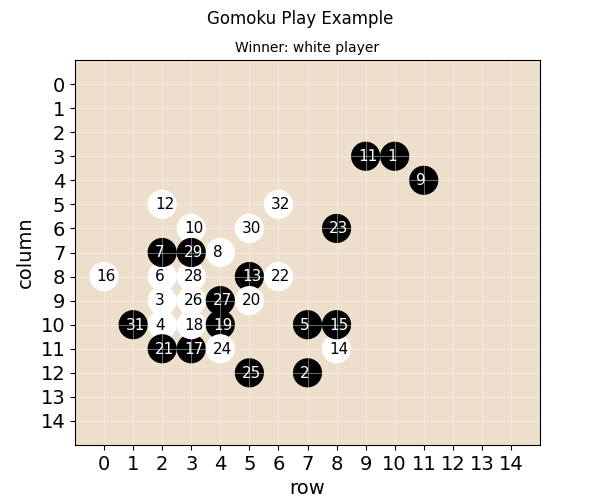 Gomoku Play Example
Winner: white player
0
1
2
3 11 1
4 9
5 12 32
6 10 30 23
7 7 29 8
8 16 6 28 13 22
9 3 26 27 20
10 31 4 18 19 5 15
11 21 17 24 14
12 25 2
13
14
column
0 1 2 3 4 5 6 7 8 9 10 11 12 13 14
row